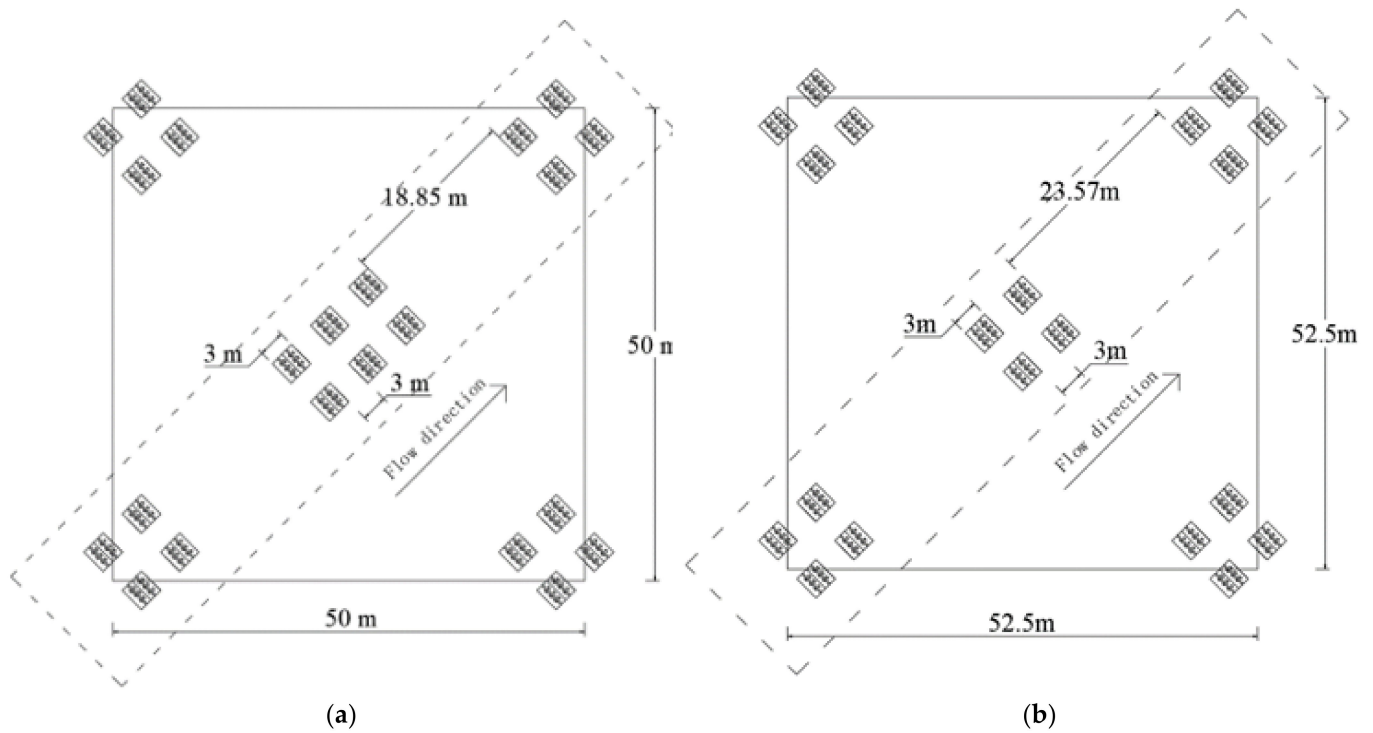 18.85 m
3 m
3 m
50 m
Flow direction
50 m
(a)
23.57m
3m
3m
52.5m
Flow direction
52.5m
(b)